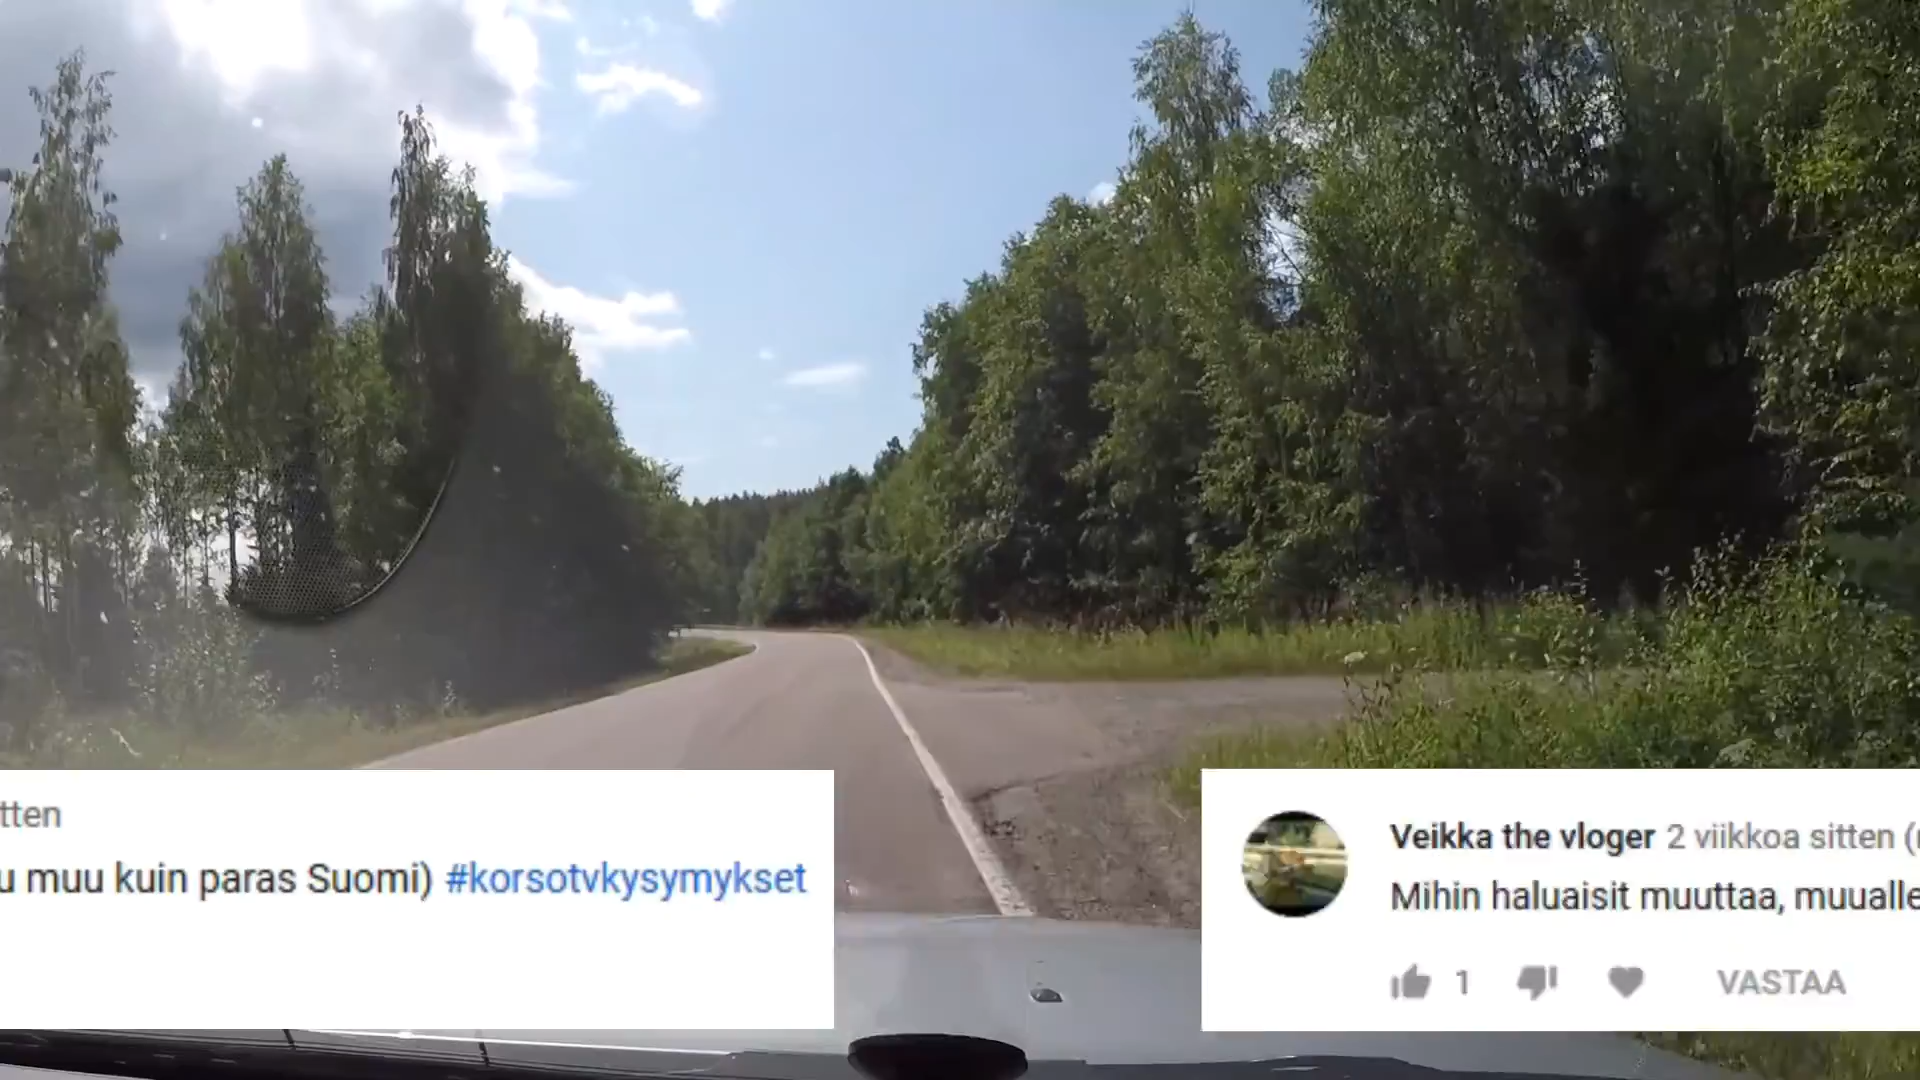 tten
u muu kuin paras Suomi) #korsotvkysymykset
Veikka the vloger 2 viikkoa sitten (
Mihin haluaisit muuttaa, muualle
1
VASTAA